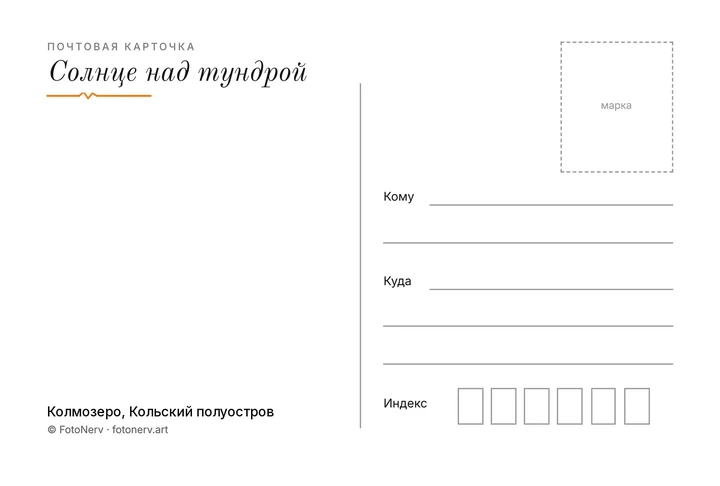 ПОЧТОВАЯ КАРТОЧКА
Солнце над тундрой
марка
Кому
Куда
Индекс
Колмозеро, Кольский полуостров
© FotoNerv · fotonerv.art